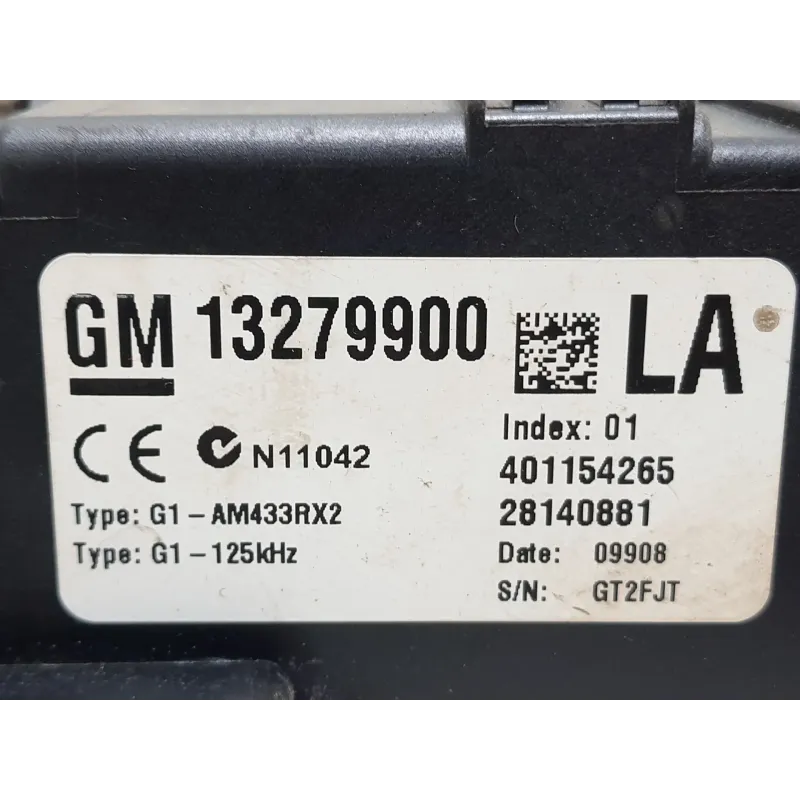 GM 13279900 LA
CE N11042
Index: 01
401154265
Type: G1-AM433RX2
28140881
Type: G1-125kHz
Date: 09908
S/N: GT2FJT